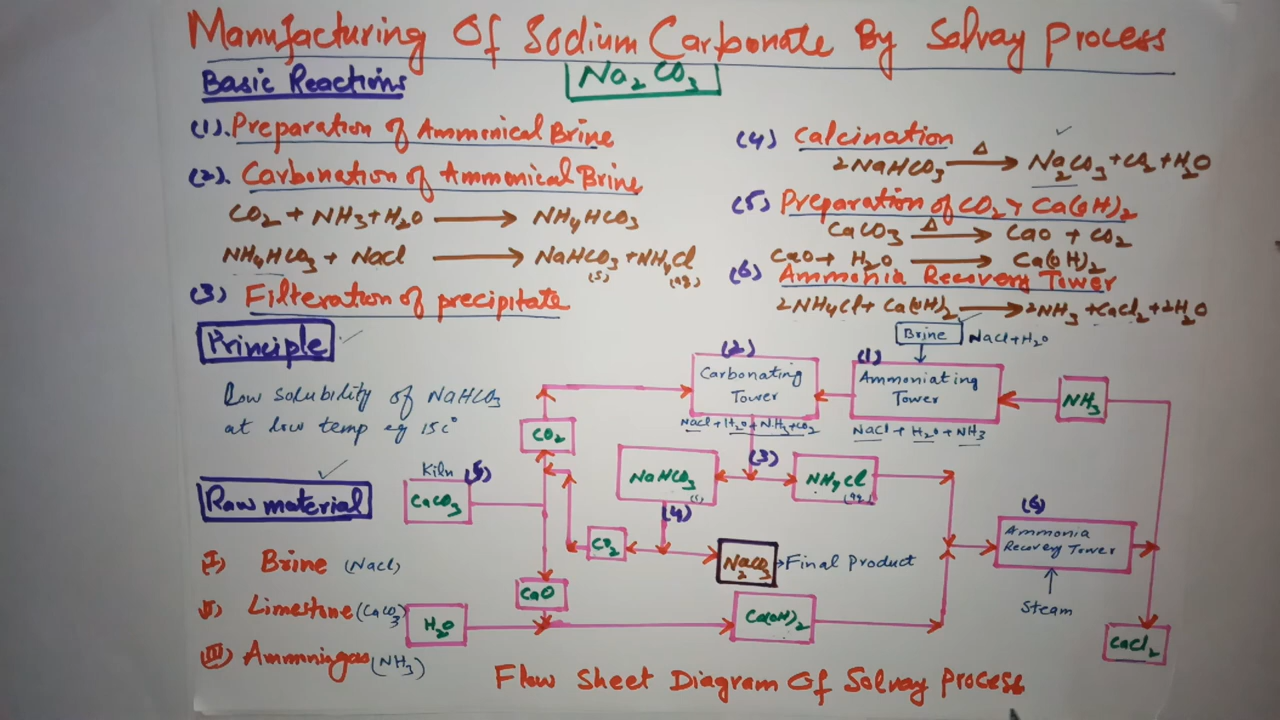 Manufacturing Of Sodium Carbonate By Solvay Process
Na₂CO₃
Basic Reactions
(1). Preparation of Ammonical Brine
(2). Carbonation of Ammonical Brine
CO₂ + NH3 + H₂O → NH4HCO3
NH4HCO3 + NaCl → NaHCO3 + NH4Cl
(s) (aq)
(3) Filteration of precipitate
(4) Calcination
2NaHCO3 —Δ→ Na₂CO3 + CO₂ + H₂O
(5) Preparation of CO₂ & Ca(OH)₂
CaCO3 —Δ→ CaO + CO₂
CaO + H₂O → Ca(OH)₂
(6) Ammonia Recovery Tower
2NH4Cl + Ca(OH)₂ → 2NH3 + CaCl₂ + 2H₂O
Principle
Low solubility of NaHCO3
at low temp eg 15c°
Raw material
(I) Brine (NaCl)
(II) Limestone (CaCO3)
(III) Ammoniagas (NH3)
Brine NaCl + H₂O
(2)
Carbonating
Tower
NaCl + H₂O + NH3 + CO₂
(1)
Ammoniating
Tower
NaCl + H₂O + NH3
NH3
CO₂
Kiln (5)
CaCO3
(3)
NaHCO3
(s)
NH4Cl
(aq)
(4)
CO₂
Na₂CO3 → Final Product
(6)
Ammonia
Recovery Tower
Steam
CaO
H₂O
Ca(OH)₂
CaCl₂
Flow Sheet Diagram Of Solvay Process